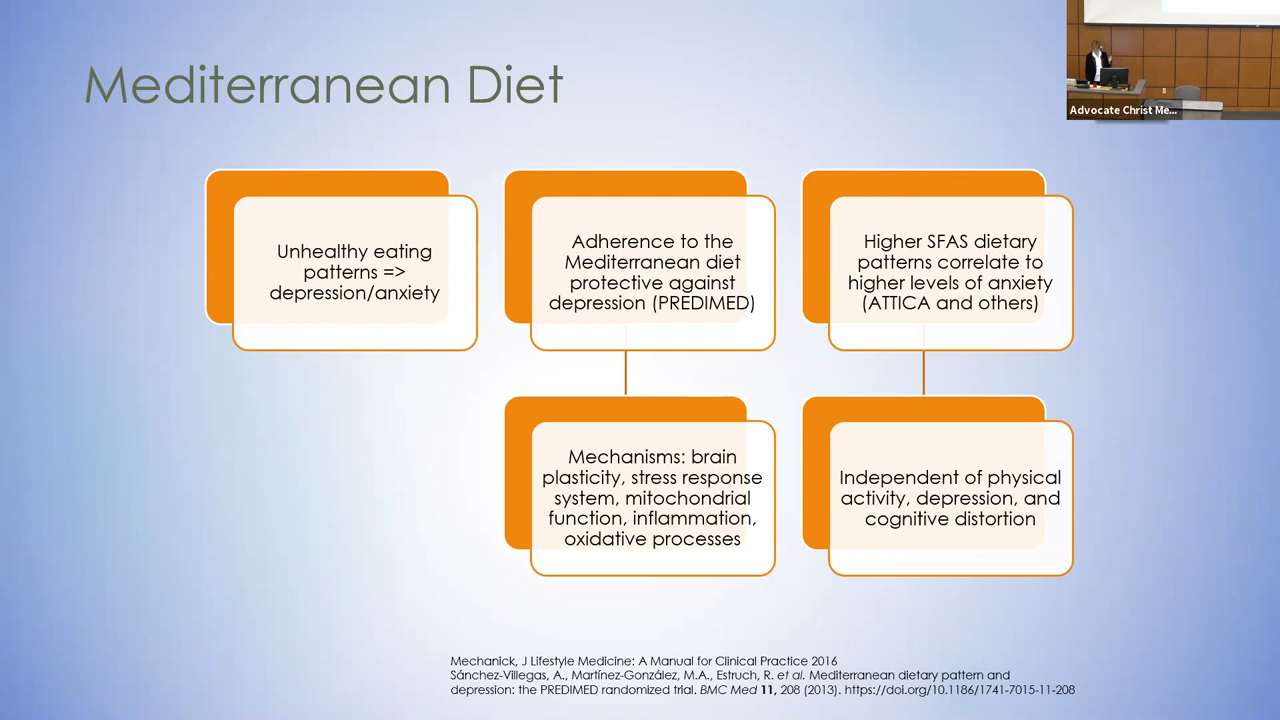 Mediterranean Diet
Advocate Christ Me...
Unhealthy eating
patterns =>
depression/anxiety
Adherence to the
Mediterranean diet
protective against
depression (PREDIMED)
Higher SFAS dietary
patterns correlate to
higher levels of anxiety
(ATTICA and others)
Mechanisms: brain
plasticity, stress response
system, mitochondrial
function, inflammation,
oxidative processes
Independent of physical
activity, depression, and
cognitive distortion
Mechanick, J Lifestyle Medicine: A Manual for Clinical Practice 2016
Sánchez-Villegas, A., Martínez-González, M.A., Estruch, R. et al. Mediterranean dietary pattern and
depression: the PREDIMED randomized trial. BMC Med 11, 208 (2013). https://doi.org/10.1186/1741-7015-11-208